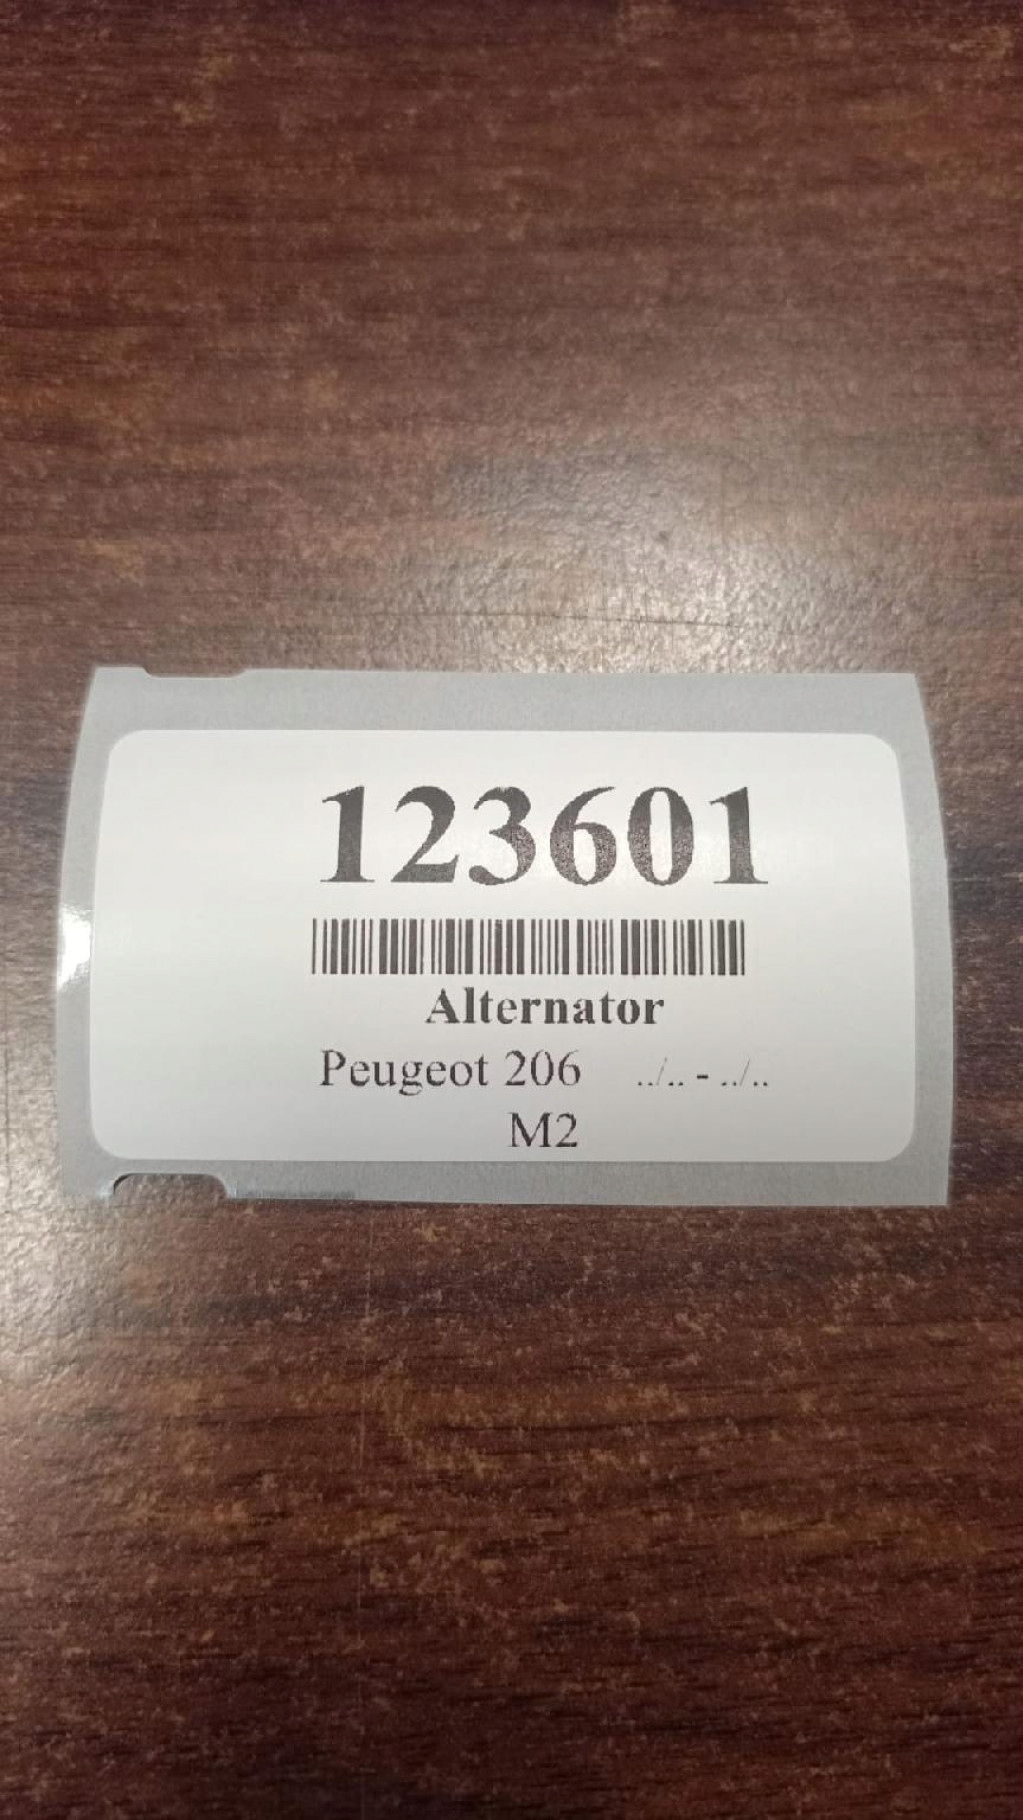 123601
Alternator
Peugeot 206 ../.. - ../..
M2